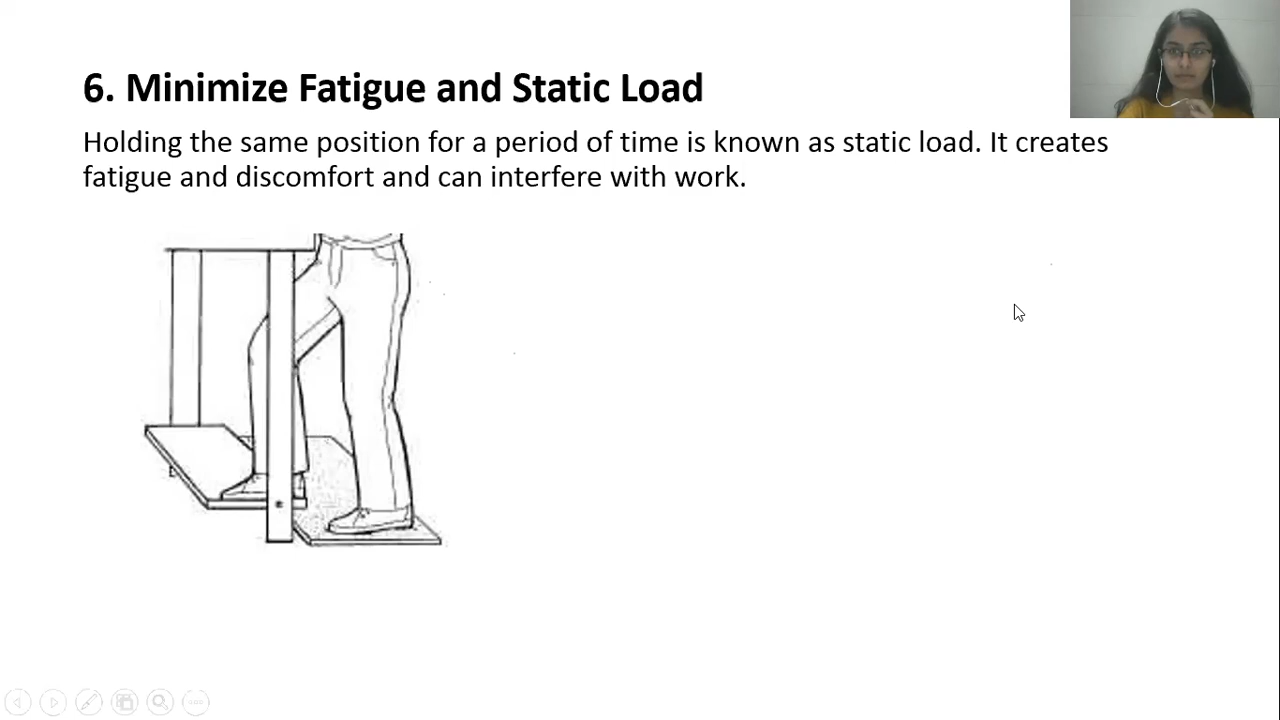 6. Minimize Fatigue and Static Load
Holding the same position for a period of time is known as static load. It creates
fatigue and discomfort and can interfere with work.